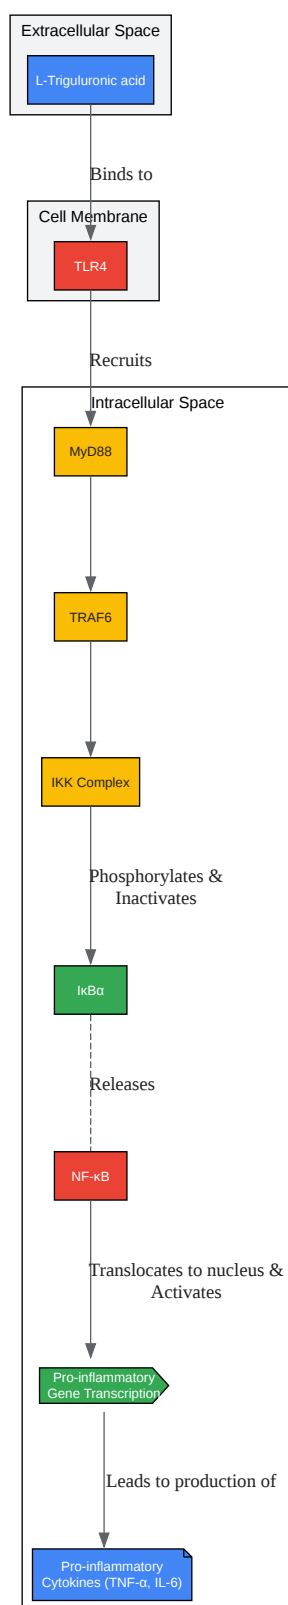 Extracellular Space
L-Triguluronic acid
Binds to
Cell Membrane
TLR4
Recruits
Intracellular Space
MyD88
TRAF6
IKK Complex
Phosphorylates &
Inactivates
IκBα
Releases
NF-κB
Translocates to nucleus &
Activates
Pro-inflammatory
Gene Transcription
Leads to production of
Pro-inflammatory
Cytokines (TNF-α, IL-6)